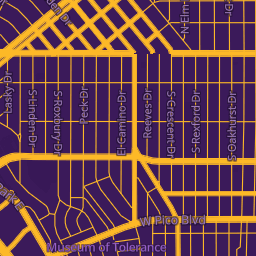 N-Elm-
Dr
Lasky-Dr
S-Linden-Dr
S-Roxbury-Dr
Peck-Dr
El-Camino-Dr
Reeves-Dr
S-Crescent-Dr
S-Rexford-Dr
S-Oakhurst-Dr
W Pico Blvd
Museum of Tolerance